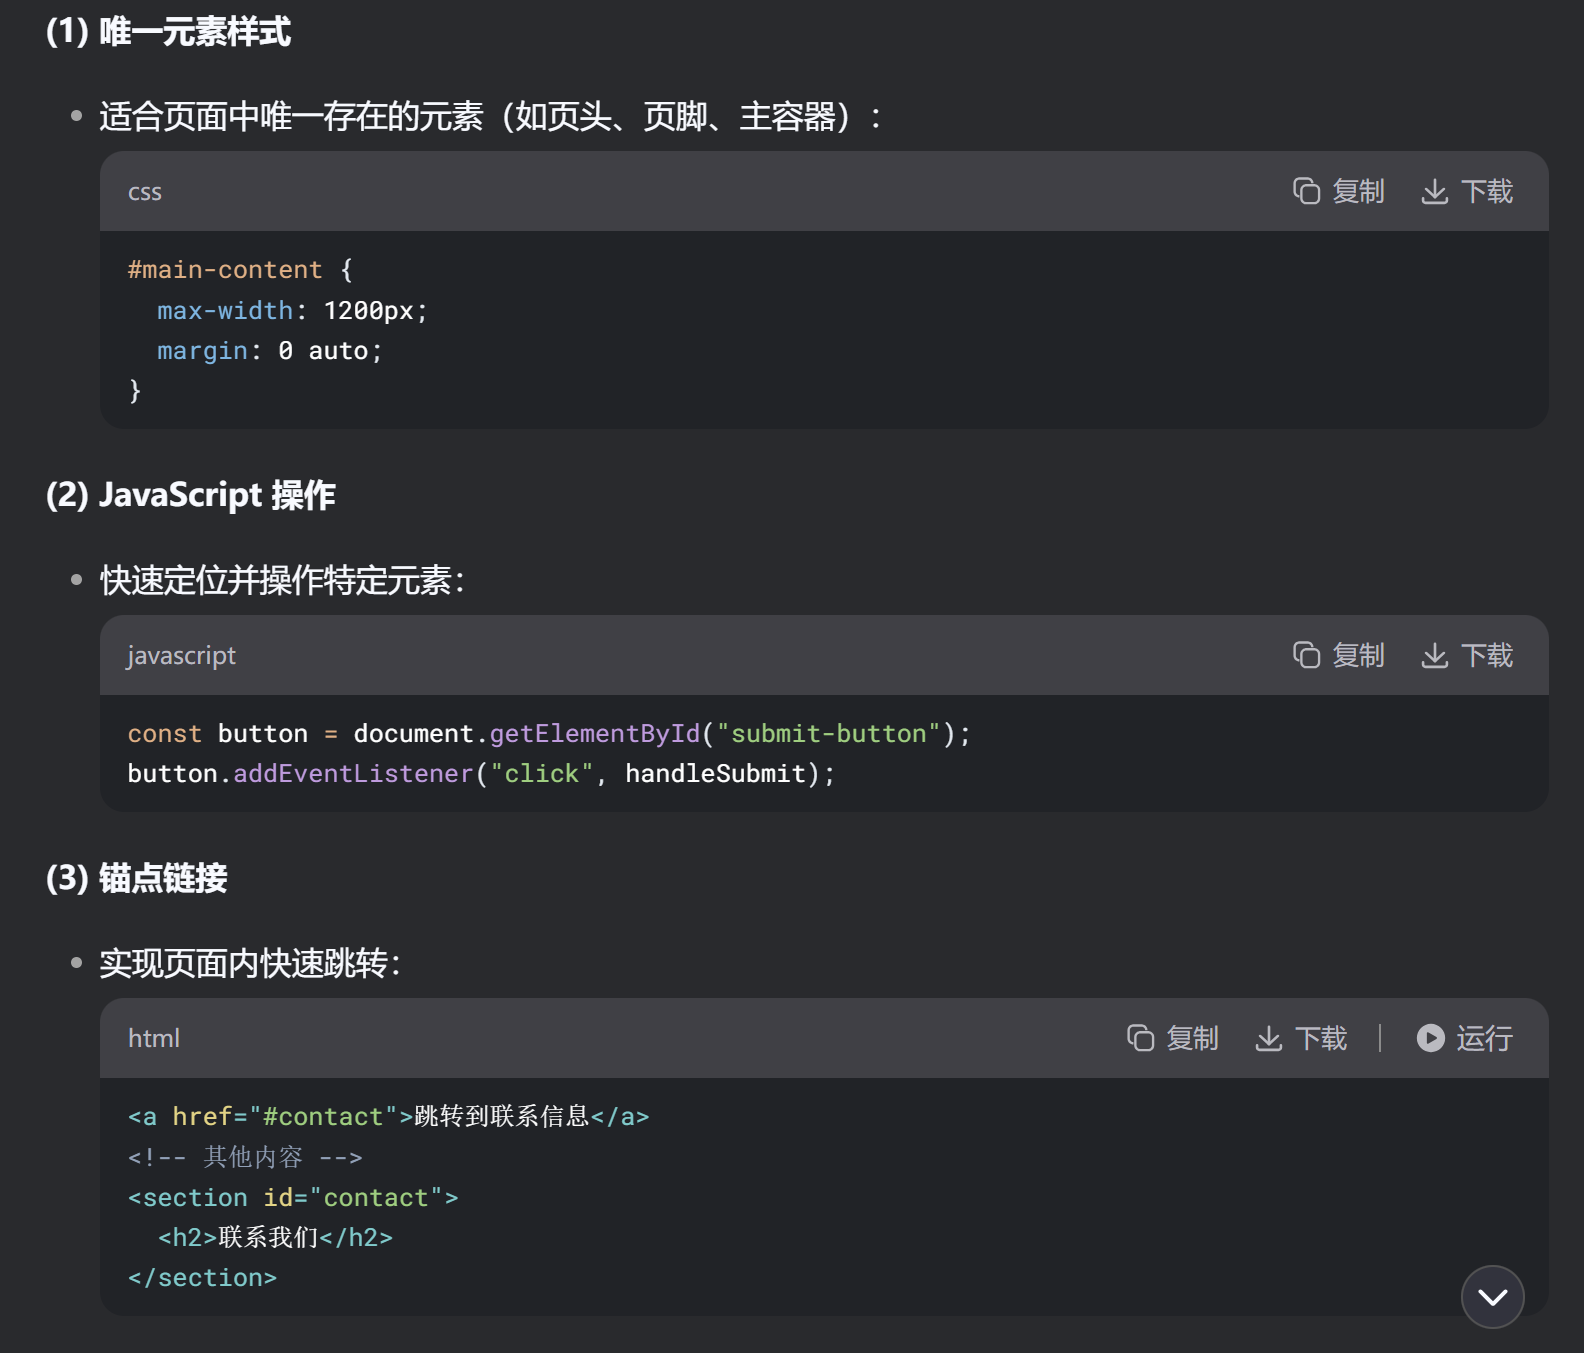 (1) 唯一元素样式
适合页面中唯一存在的元素（如页头、页脚、主容器）：
css 复制 下载
#main-content {
  max-width: 1200px;
  margin: 0 auto;
}
(2) JavaScript 操作
快速定位并操作特定元素：
javascript 复制 下载
const button = document.getElementById("submit-button");
button.addEventListener("click", handleSubmit);
(3) 锚点链接
实现页面内快速跳转：
html 复制 下载 运行
<a href="#contact">跳转到联系信息</a>
<!-- 其他内容 -->
<section id="contact">
  <h2>联系我们</h2>
</section>